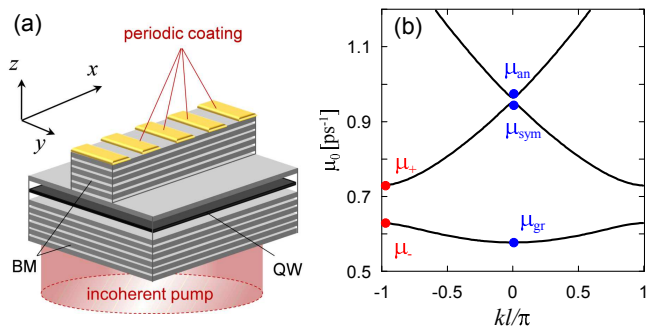 (a)
periodic coating
z
x
y
BM
QW
incoherent pump
(b)
μ₀ [ps⁻¹]
1.1
0.9
0.7
0.5
μan
μsym
μ+
μgr
μ-
-1
-0.5
0
0.5
1
kl/π